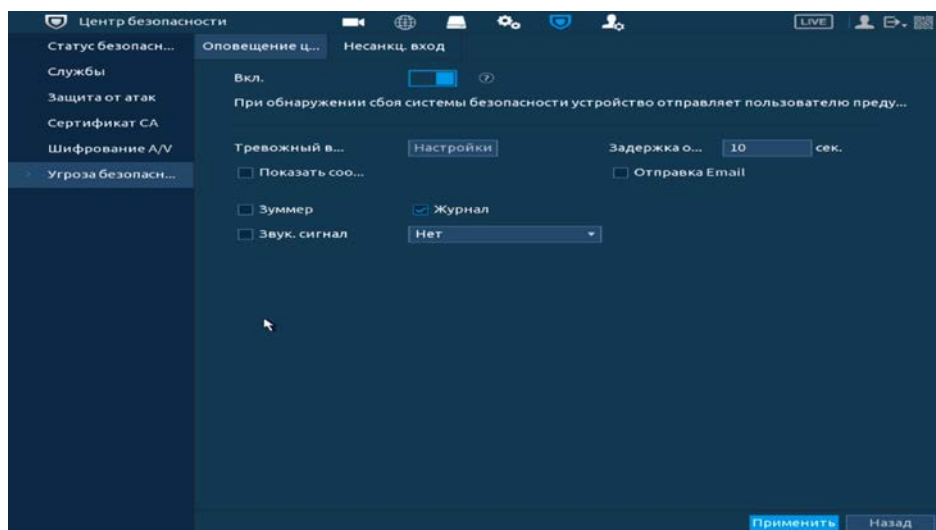 Центр безопасности LIVE
Статус безопасн...
Службы
Защита от атак
Сертификат CA
Шифрование A/V
Угроза безопасн...
Оповещение ц... Несанкц. вход
Вкл.
При обнаружении сбоя системы безопасности устройство отправляет пользователю преду...
Тревожный в... Настройки Задержка о... 10 сек.
Показать соо... Отправка Email
Зуммер Журнал
Звук. сигнал Нет
Применить Назад